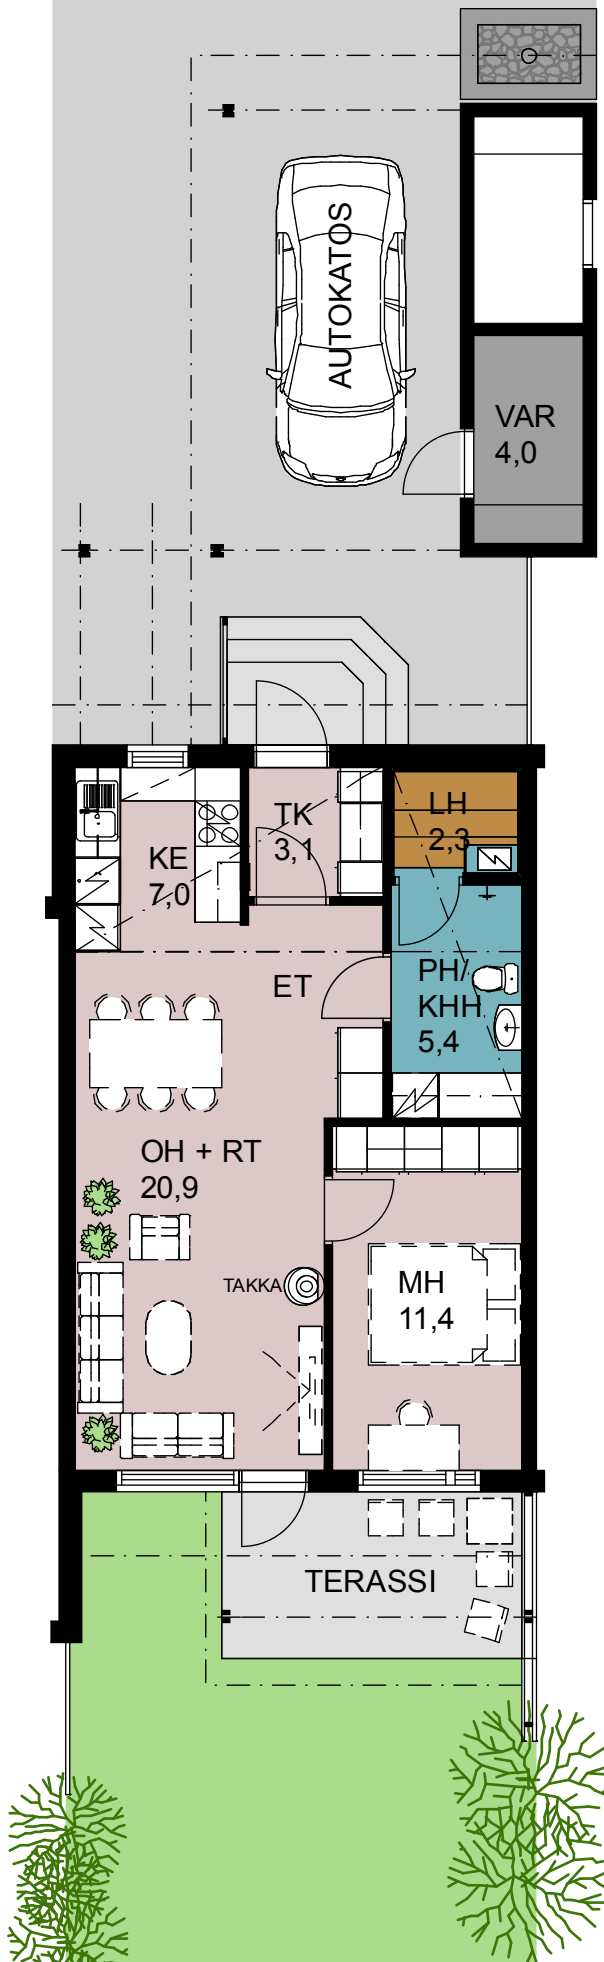 AUTOKATOS
VAR
4,0
TK
3,1
LH
2,3
KE
7,0
ET
PH/
KHH
5,4
OH + RT
20,9
TAKKA
MH
11,4
TERASSI